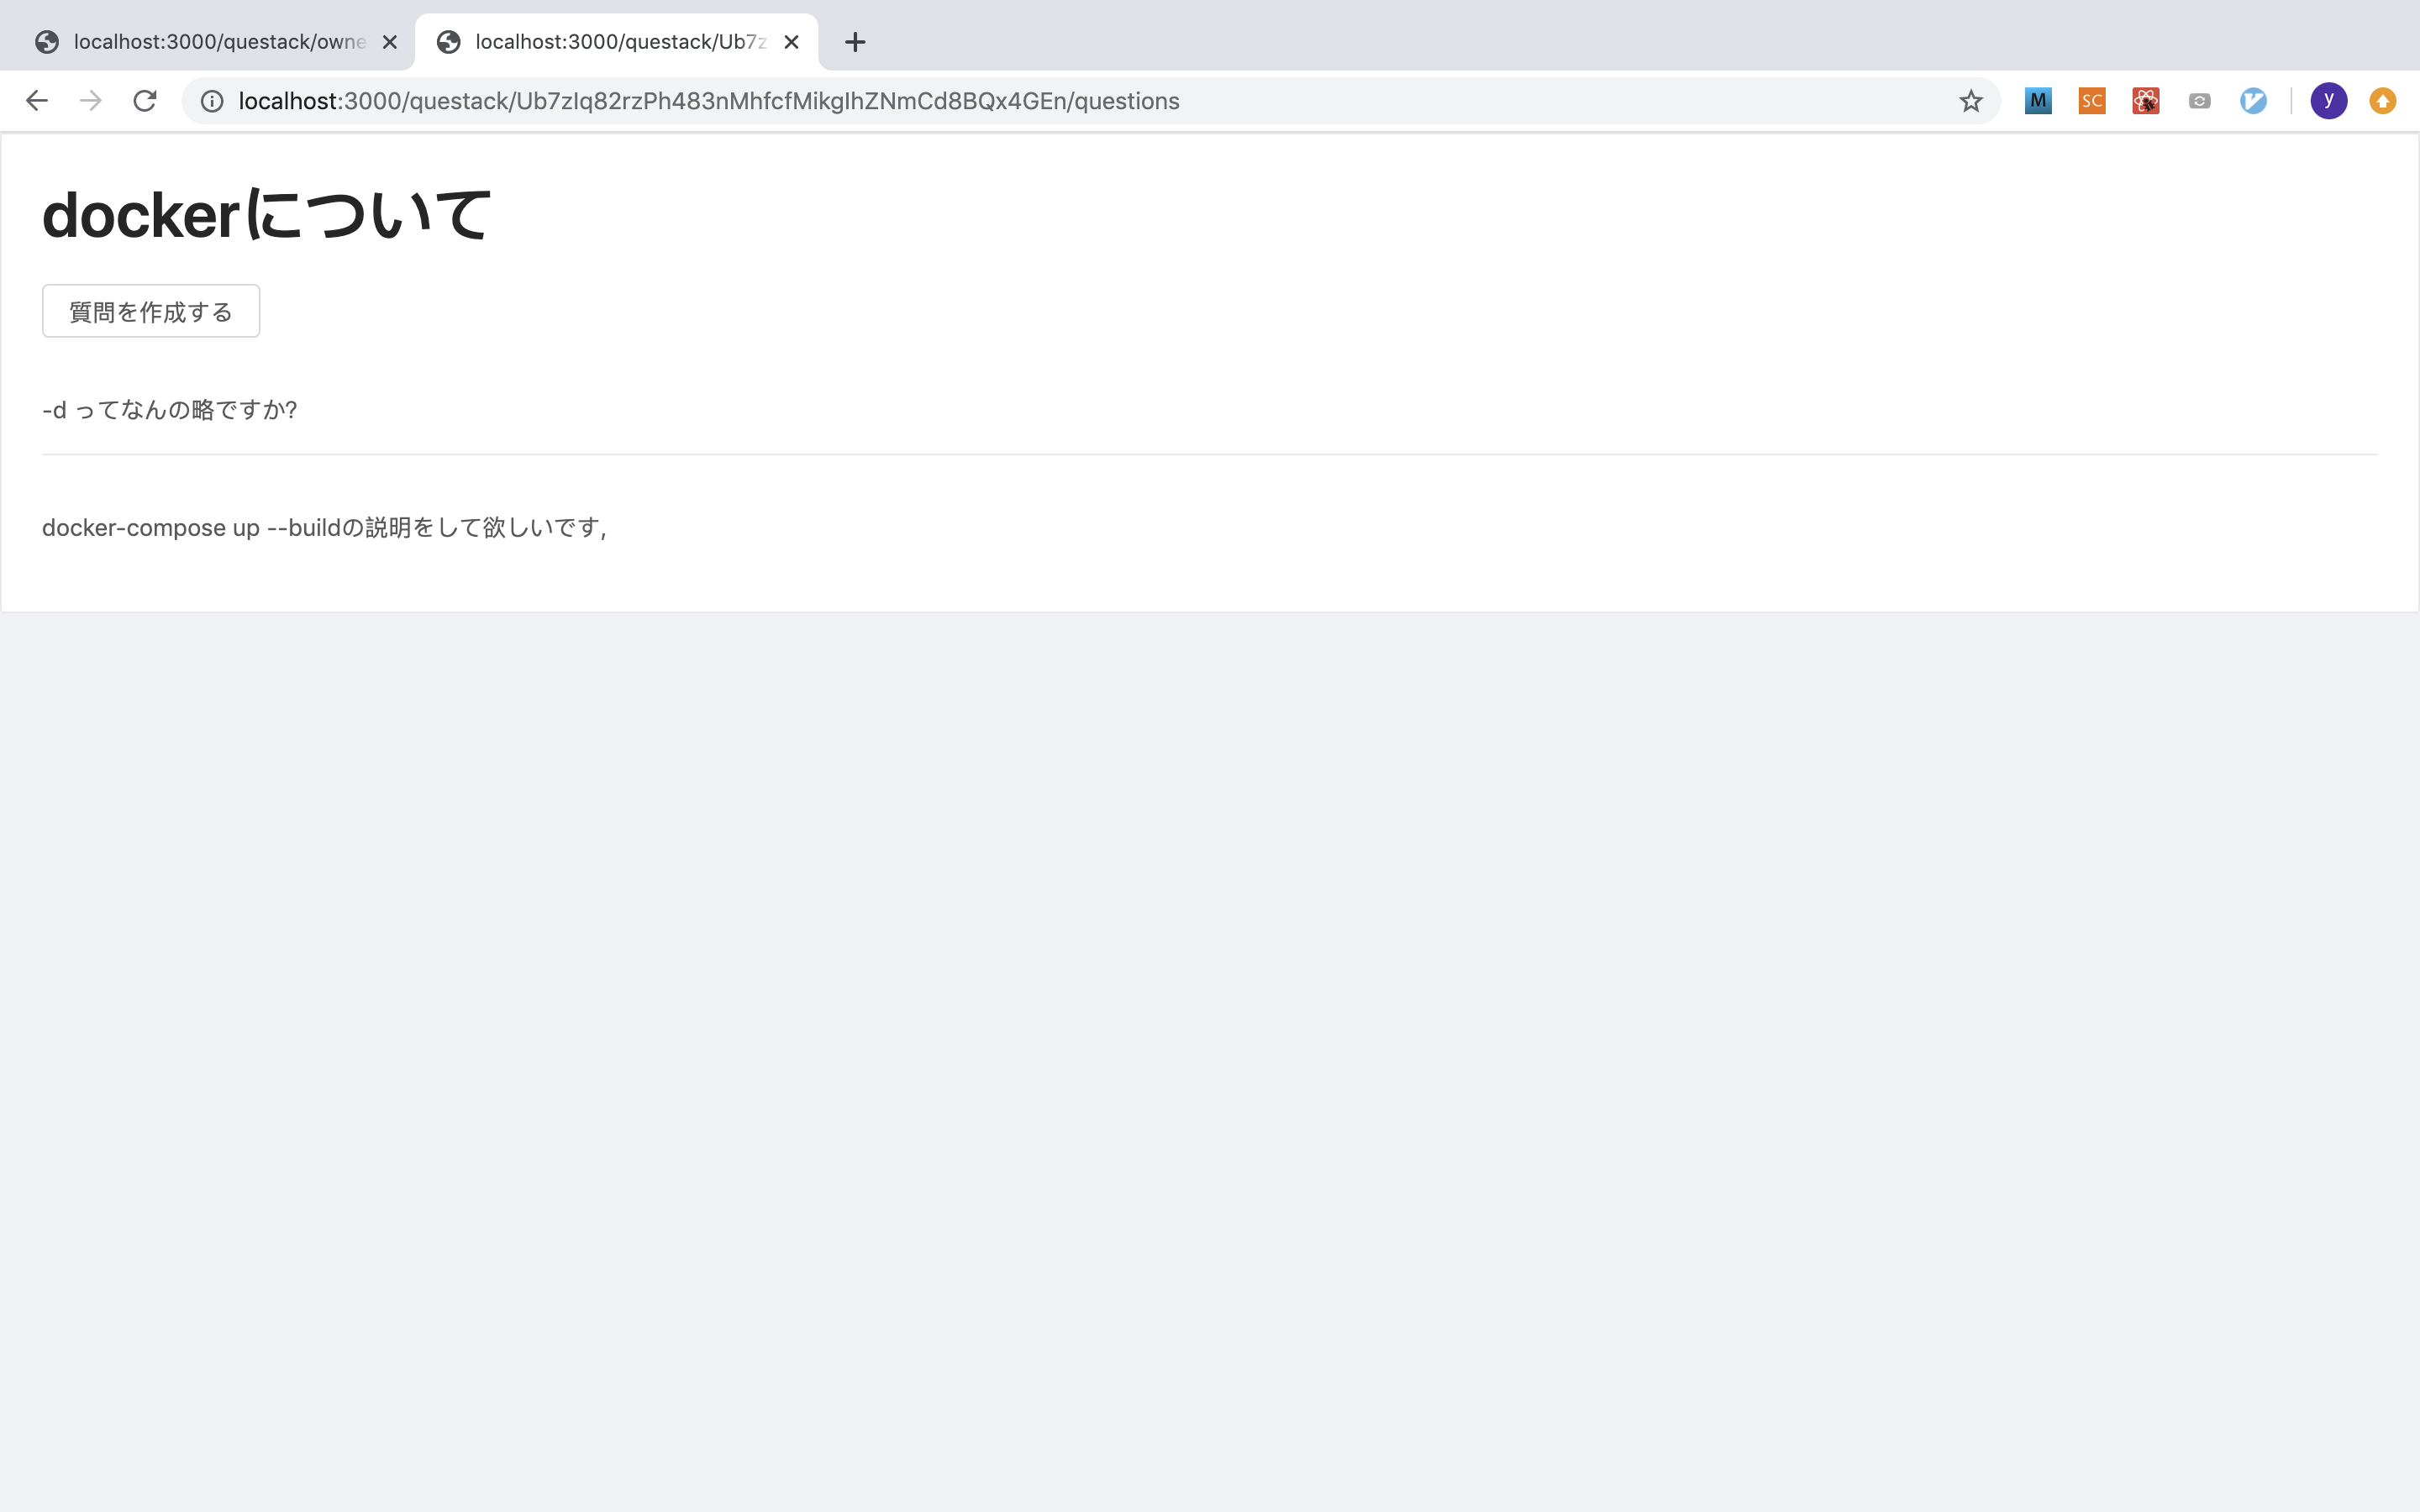 localhost:3000/questack/owne
localhost:3000/questack/Ub7z
localhost:3000/questack/Ub7zIq82rzPh483nMhfcfMikgIhZNmCd8BQx4GEn/questions
M
SC
y
dockerについて
質問を作成する
-d ってなんの略ですか?
docker-compose up --buildの説明をして欲しいです,